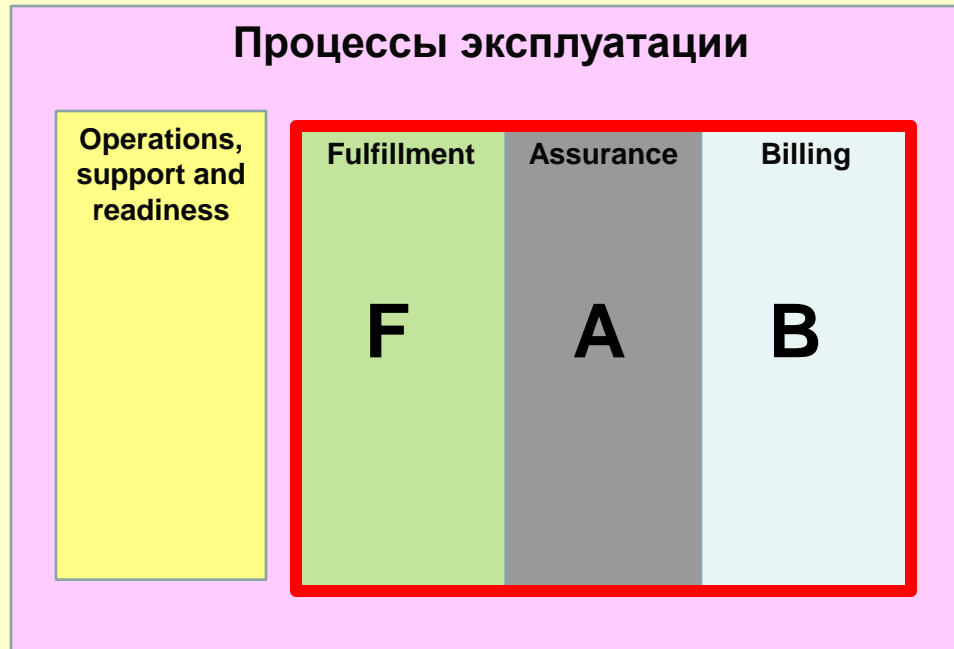 Процессы эксплуатации
Operations,
support and
readiness
Fulfillment
Assurance
Billing
F
A
B